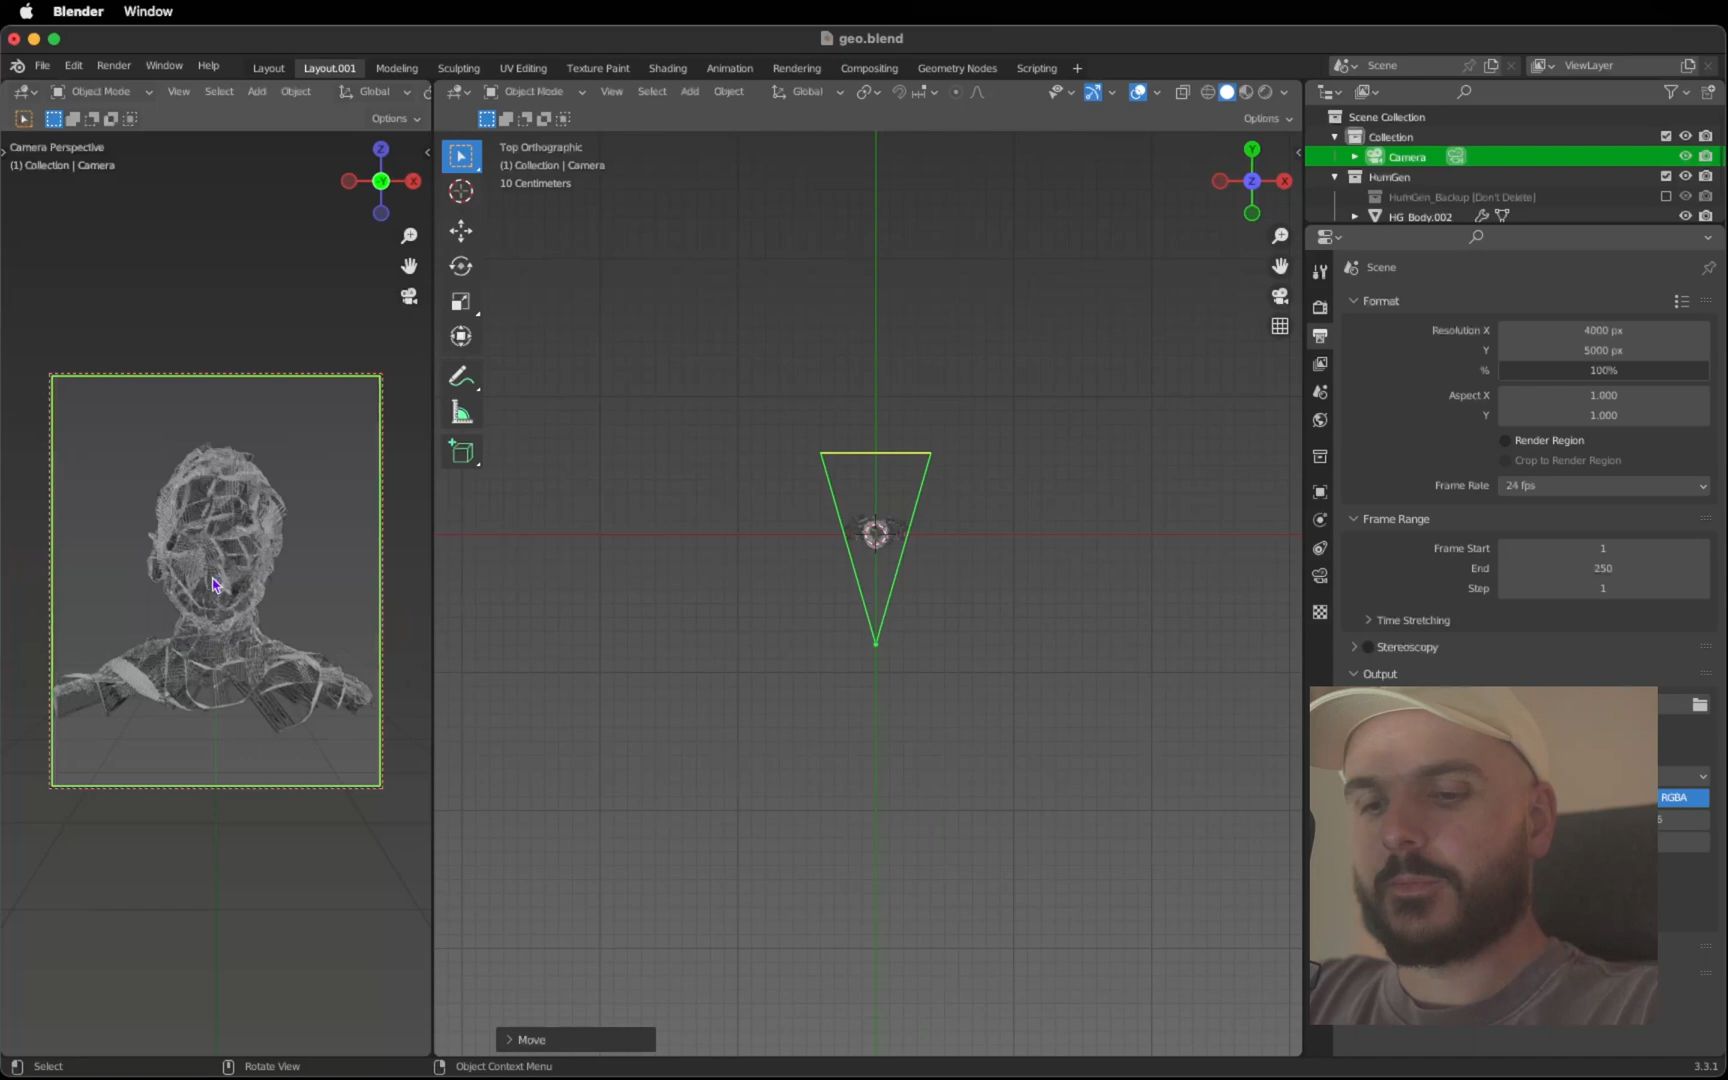 Blender Window
geo.blend
File Edit Render Window Help Layout Layout.001 Modeling Sculpting UV Editing Texture Paint Shading Animation Rendering Compositing Geometry Nodes Scripting +
Scene
ViewLayer
Object Mode View Select Add Object Global
Object Mode View Select Add Object Global
Options
Options
Camera Perspective
(1) Collection | Camera
Z
Y
X
Top Orthographic
(1) Collection | Camera
10 Centimeters
Y
Z
X
Scene Collection
Collection
Camera
HumGen
HumGen_Backup [Don't Delete]
HG_Body.002
Scene
Format
Resolution X 4000 px
Y 5000 px
% 100%
Aspect X 1.000
Y 1.000
Render Region
Crop to Render Region
Frame Rate 24 fps
Frame Range
Frame Start 1
End 250
Step 1
Time Stretching
Stereoscopy
Output
RGBA
Move
Select Rotate View Object Context Menu
3.3.1